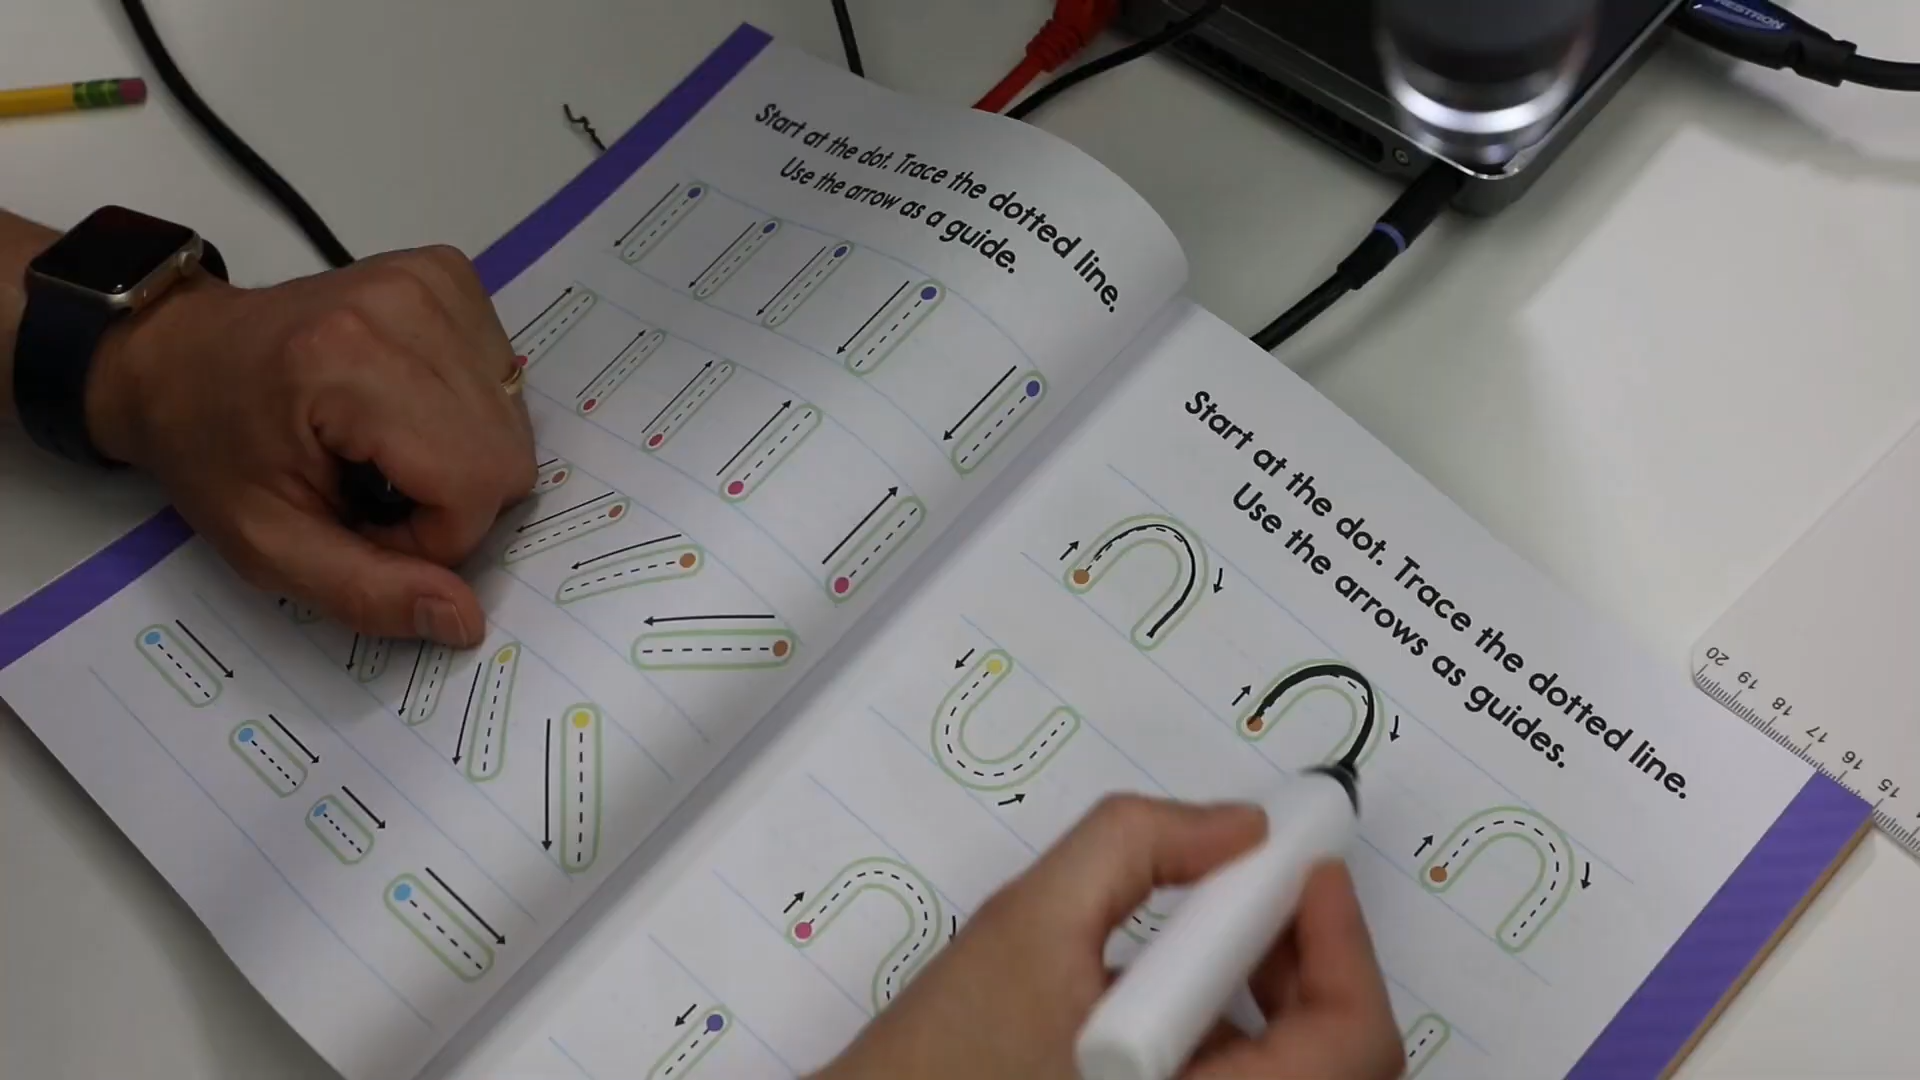 Start at the dot. Trace the dotted line.
Use the arrow as a guide.
Start at the dot. Trace the dotted line.
Use the arrows as guides.
20 19 18 17 16 15